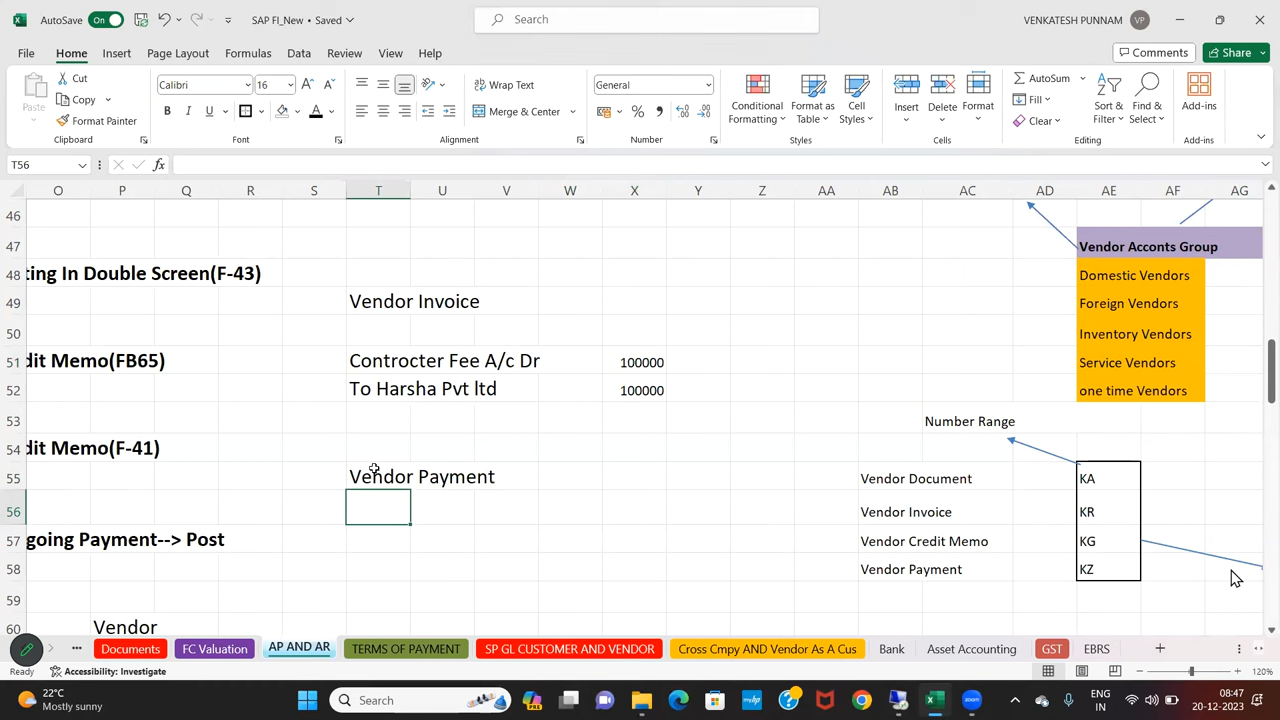 AutoSave On SAP FI_New • Saved Search VENKATESH PUNNAM VP
File Home Insert Page Layout Formulas Data Review View Help Comments Share
Paste Cut Copy Format Painter Clipboard
Calibri 16 A A B I U A Font
Wrap Text Merge & Center Alignment
General % , Number
Conditional Formatting Format as Table Cell Styles Styles
Insert Delete Format Cells
AutoSum Fill Clear Sort & Filter Find & Select Editing
Add-ins Add-ins
T56 fx
O P Q R S T U V W X Y Z AA AB AC AD AE AF AG
46
47 Vendor Acconts Group
48 ting In Double Screen(F-43) Domestic Vendors
49 Vendor Invoice Foreign Vendors
50 Inventory Vendors
51 dit Memo(FB65) Controcter Fee A/c Dr 100000 Service Vendors
52 To Harsha Pvt ltd 100000 one time Vendors
53 Number Range
54 dit Memo(F-41)
55 Vendor Payment Vendor Document KA
56 Vendor Invoice KR
57 going Payment--> Post Vendor Credit Memo KG
58 Vendor Payment KZ
59
60 Vendor
Documents FC Valuation AP AND AR TERMS OF PAYMENT SP GL CUSTOMER AND VENDOR Cross Cmpy AND Vendor As A Cus Bank Asset Accounting GST EBRS
Ready Accessibility: Investigate 120%
22°C Mostly sunny Search ENG IN 08:47 20-12-2023